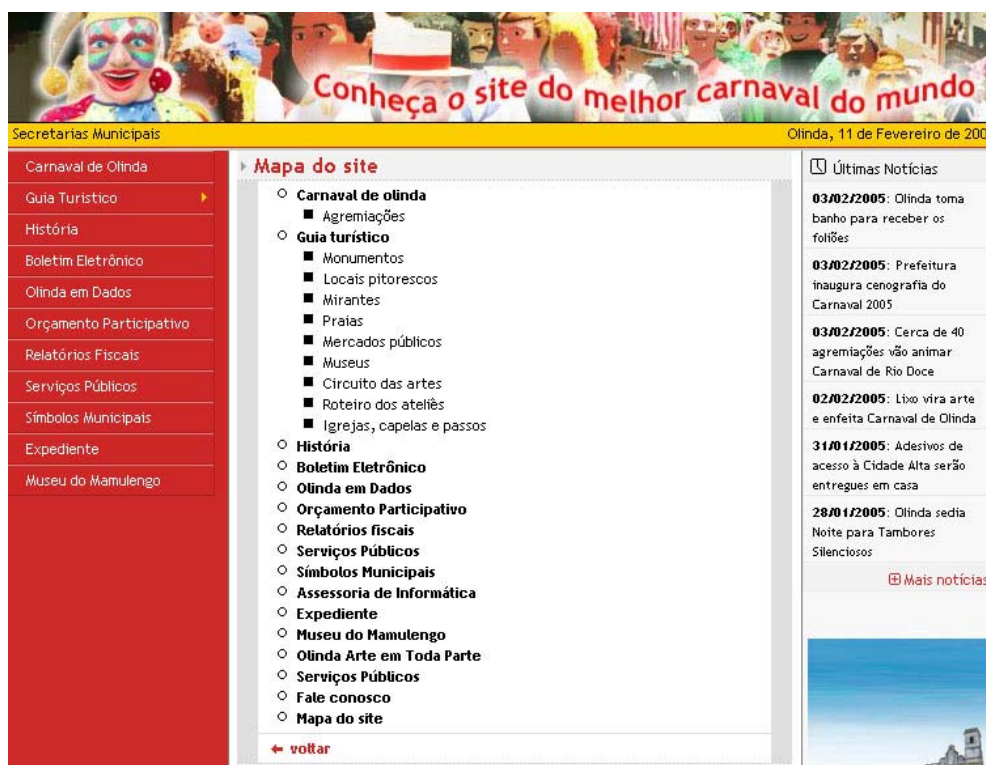 Conheça o site do melhor carnaval do mundo
Secretarias Municipais
Olinda, 11 de Fevereiro de 200
Carnaval de Olinda
Guia Turistico
História
Boletim Eletrônico
Olinda em Dados
Orçamento Participativo
Relatórios Fiscais
Serviços Públicos
Símbolos Municipais
Expediente
Museu do Mamulengo
Mapa do site
Carnaval de olinda
Agremiações
Guia turístico
Monumentos
Locais pitorescos
Mirantes
Praias
Mercados públicos
Museus
Circuito das artes
Roteiro dos ateliês
Igrejas, capelas e passos
História
Boletim Eletrônico
Olinda em Dados
Orçamento Participativo
Relatórios fiscais
Serviços Públicos
Símbolos Municipais
Assessoria de Informática
Expediente
Museu do Mamulengo
Olinda Arte em Toda Parte
Serviços Públicos
Fale conosco
Mapa do site
voltar
Últimas Notícias
03/02/2005: Olinda toma
banho para receber os
foliões
03/02/2005: Prefeitura
inaugura cenografia do
Carnaval 2005
03/02/2005: Cerca de 40
agremiações vão animar
Carnaval de Rio Doce
02/02/2005: Lixo vira arte
e enfeita Carnaval de Olinda
31/01/2005: Adesivos de
acesso à Cidade Alta serão
entregues em casa
28/01/2005: Olinda sedia
Noite para Tambores
Silenciosos
Mais notícias